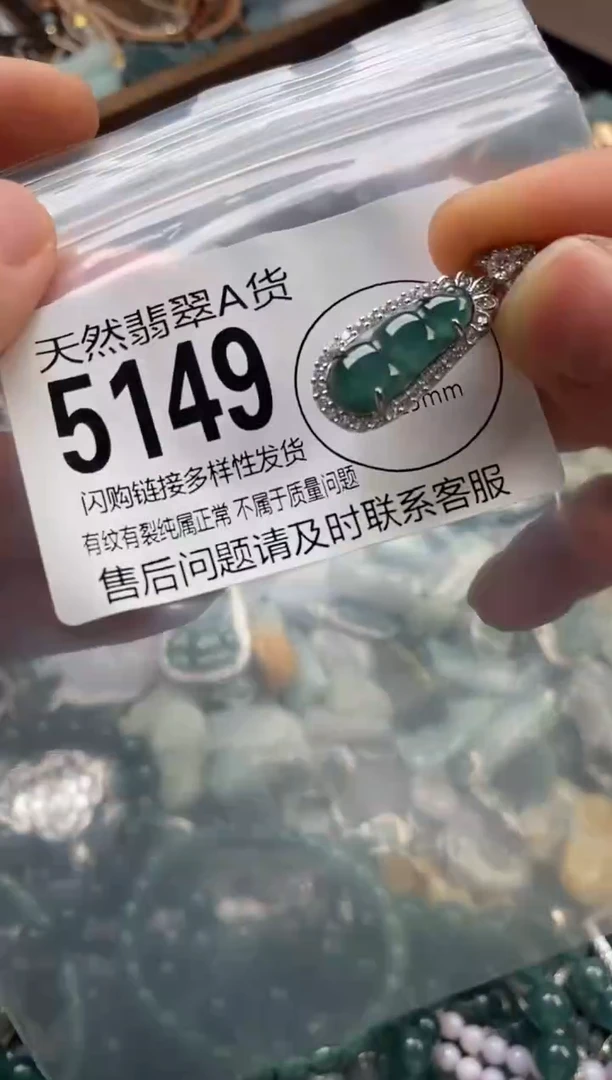 天然翡翠A货
5149
闪购链接多样性发货
有纹有裂纯属正常 不属于质量问题
售后问题请及时联系客服
mm